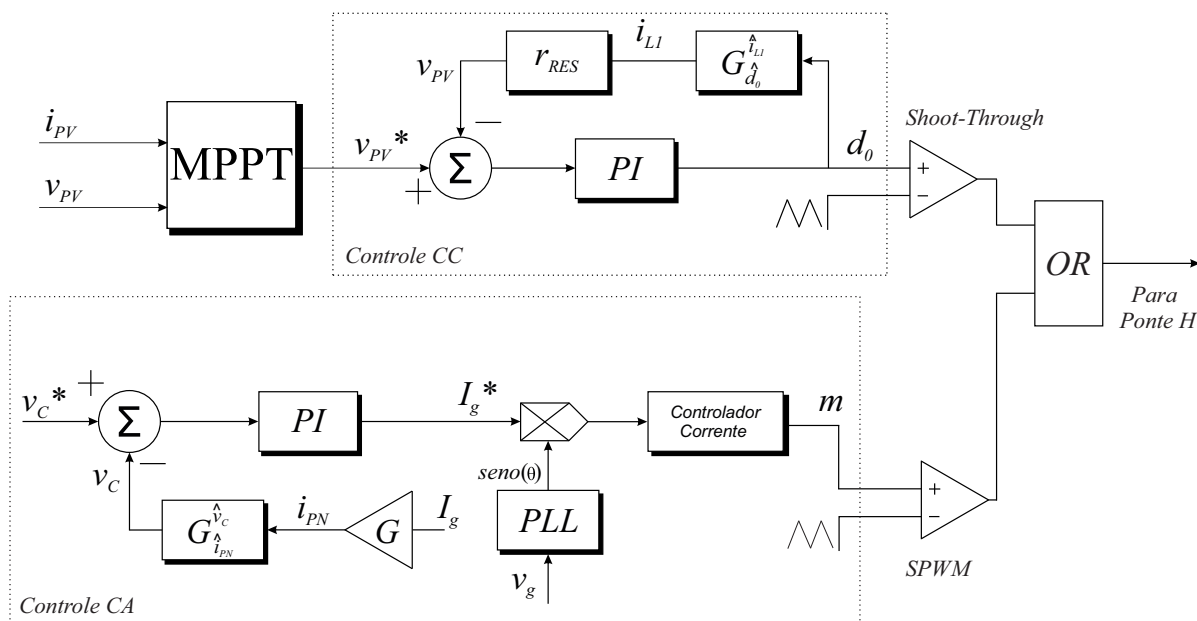 i_PV
v_PV
MPPT
v_PV*
v_PV
r_RES
i_L1
G^î_L1_d̂_0
Σ
+
−
PI
d_0
Controle CC
Shoot-Through
+
−
OR
Para
Ponte H
v_C*
+
Σ
−
v_C
PI
I_g*
G^v̂_C_î_PN
i_PN
G
I_g
seno(θ)
PLL
v_g
Controlador
Corrente
m
+
−
SPWM
Controle CA